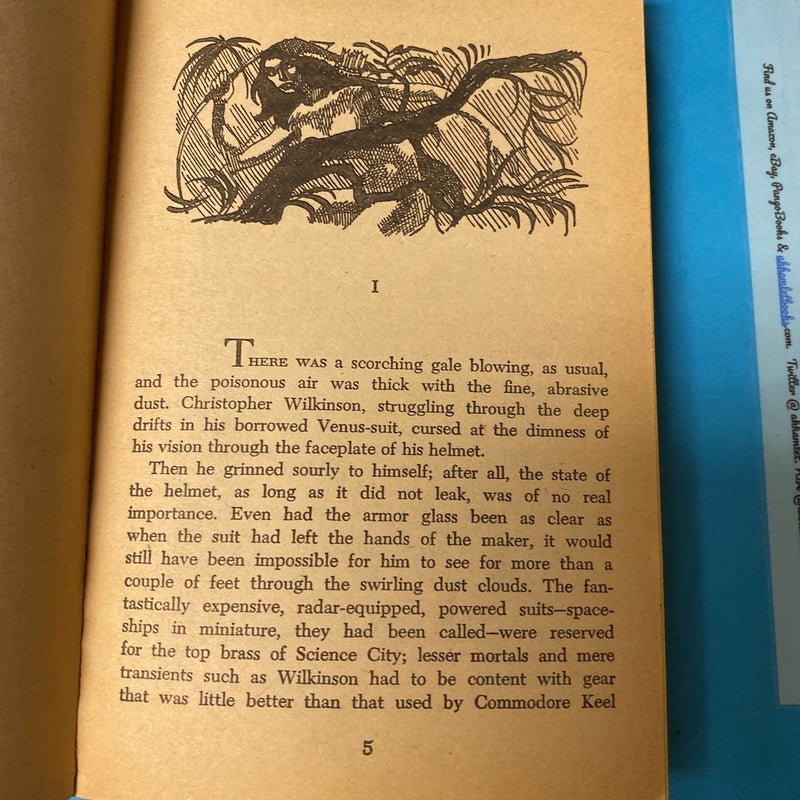 I
THERE WAS a scorching gale blowing, as usual,
and the poisonous air was thick with the fine, abrasive
dust. Christopher Wilkinson, struggling through the deep
drifts in his borrowed Venus-suit, cursed at the dimness of
his vision through the faceplate of his helmet.
Then he grinned sourly to himself; after all, the state of
the helmet, as long as it did not leak, was of no real
importance. Even had the armor glass been as clear as
when the suit had left the hands of the maker, it would
still have been impossible for him to see for more than a
couple of feet through the swirling dust clouds. The fan-
tastically expensive, radar-equipped, powered suits—space-
ships in miniature, they had been called—were reserved
for the top brass of Science City; lesser mortals and mere
transients such as Wilkinson had to be content with gear
that was little better than that used by Commodore Keel
5
Find us on Amazon, eBay, PangoBooks & akhamletbooks.com. Twitter @ akhamlet.